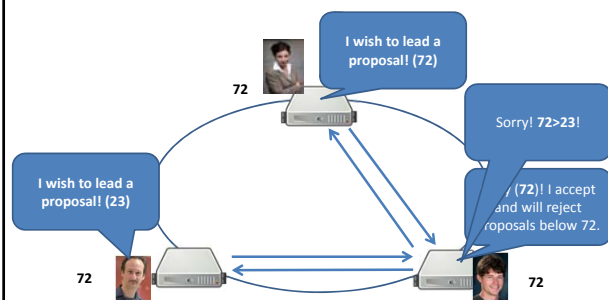 I wish to lead a
proposal! (72)
72
Sorry! 72>23!
I wish to lead a
proposal! (23)
(72)! I accept
and will reject
proposals below 72.
72
72